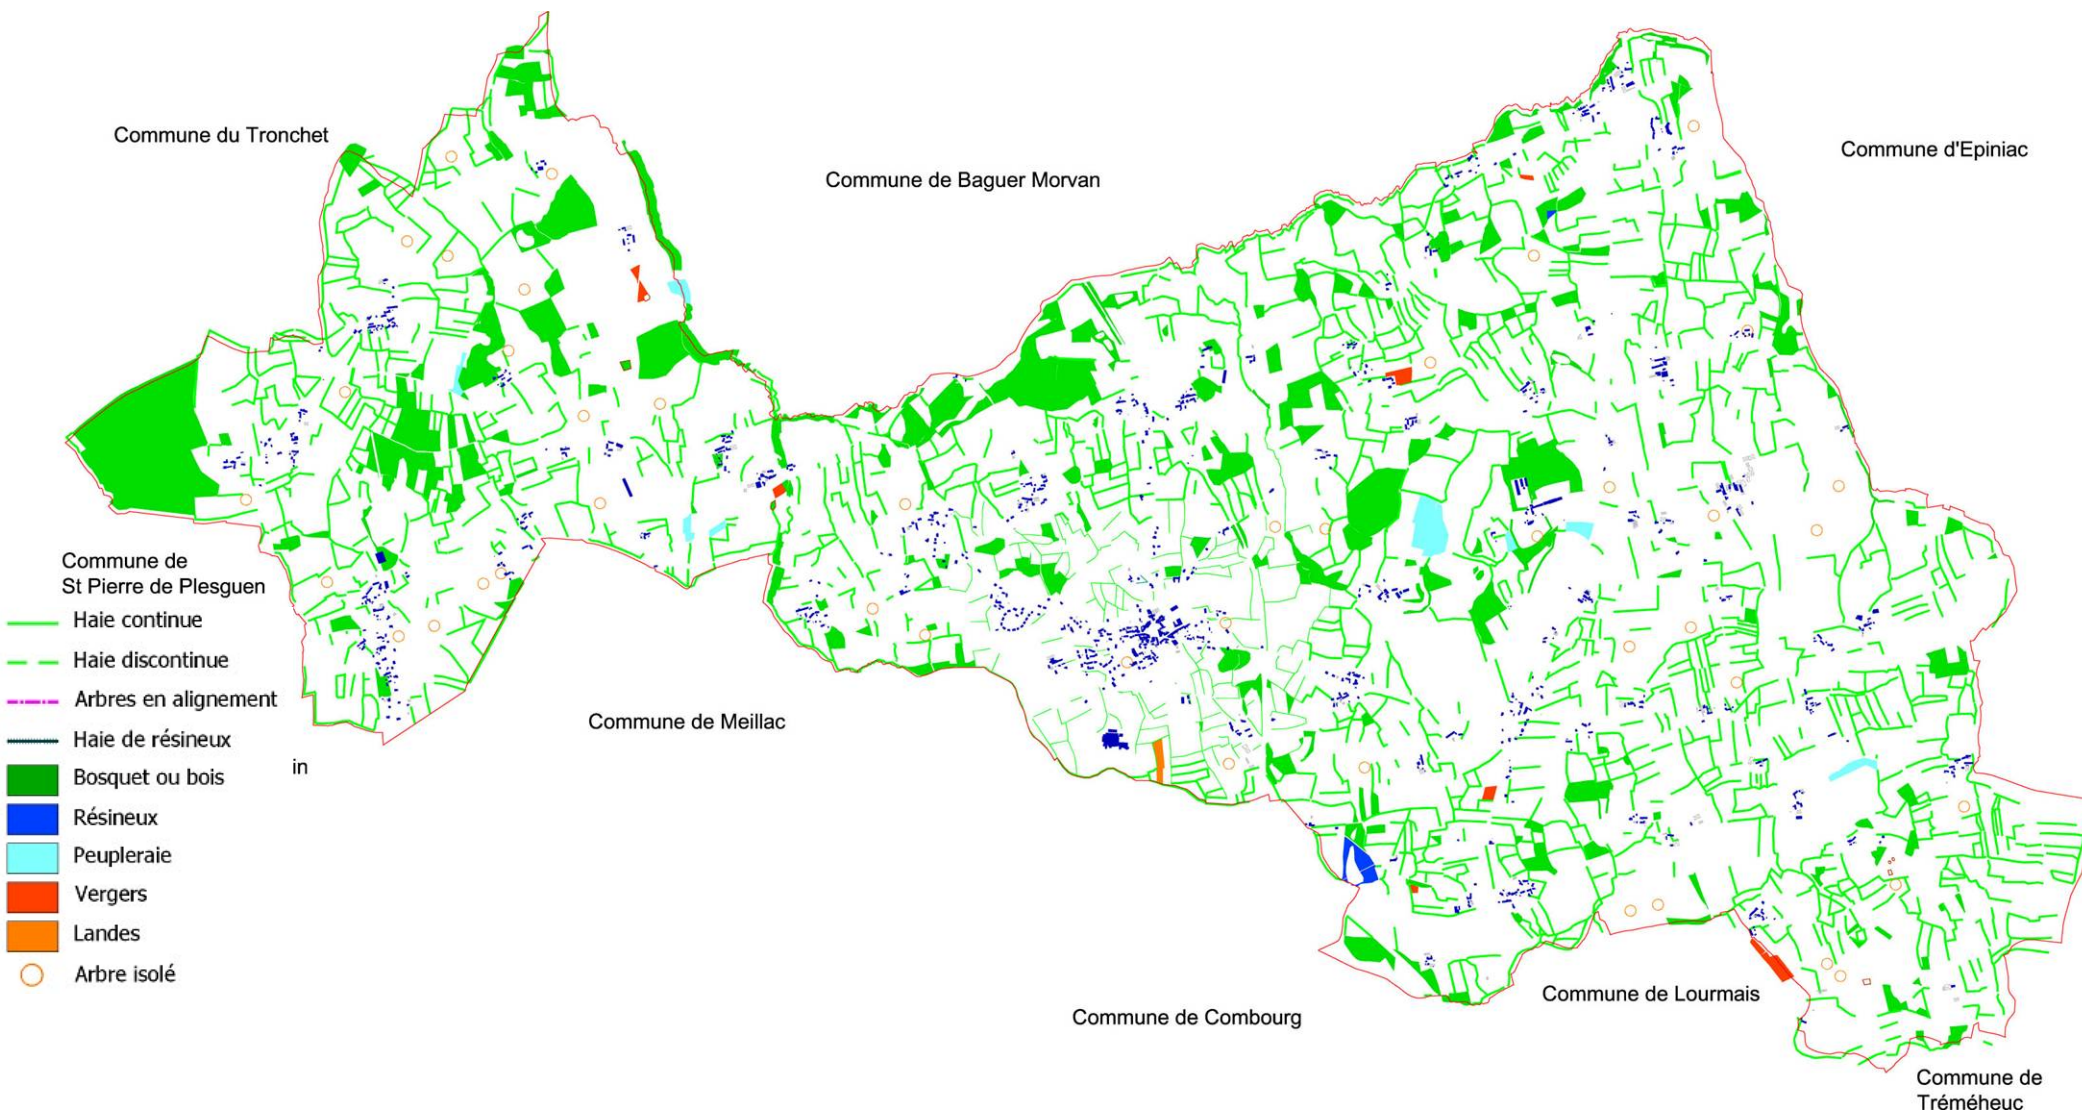 Commune du Tronchet
Commune de Baguer Morvan
Commune d'Epiniac
Commune de
St Pierre de Plesguen
Haie continue
Haie discontinue
Arbres en alignement
Haie de résineux
in
Bosquet ou bois
Résineux
Peupleraie
Vergers
Landes
Arbre isolé
Commune de Meillac
Commune de Combourg
Commune de Lourmais
Commune de
Tréméheuc